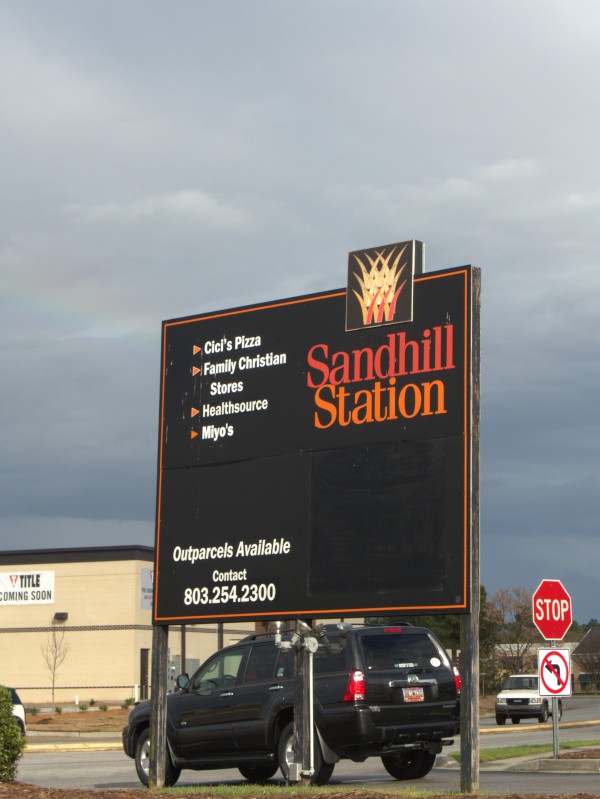 Cici's Pizza
Family Christian
Stores
Healthsource
Miyo's
Sandhill
Station
Outparcels Available
Contact
803.254.2300
TITLE
COMING SOON
STOP